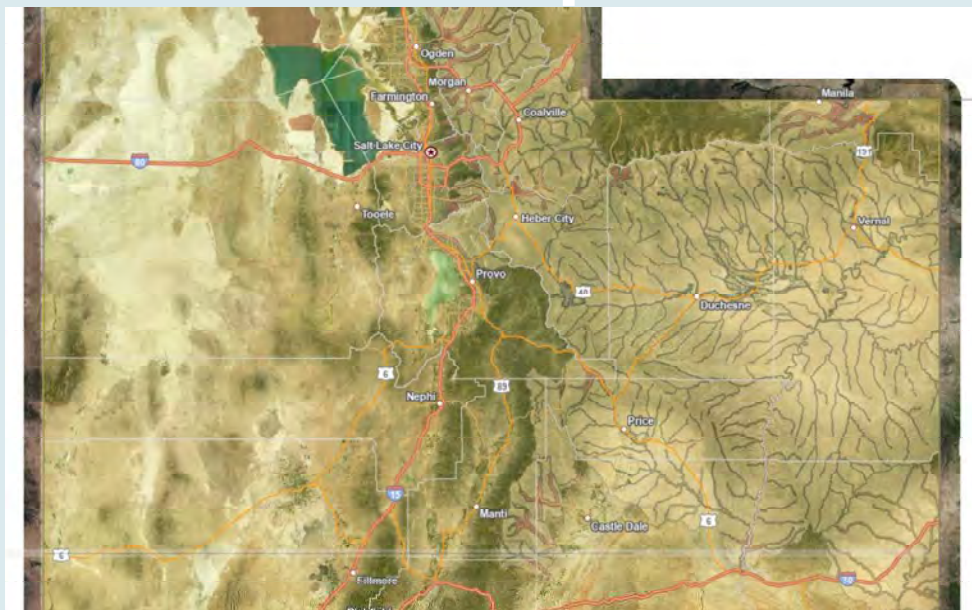 Ogden
Morgan
Manila
Farmington
Coalville
Salt Lake City
80
191
Tooele
Heber City
Vernal
Provo
40
Duchesne
6
89
Nephi
Price
15
Manti
6
Castle Dale
6
Fillmore
70